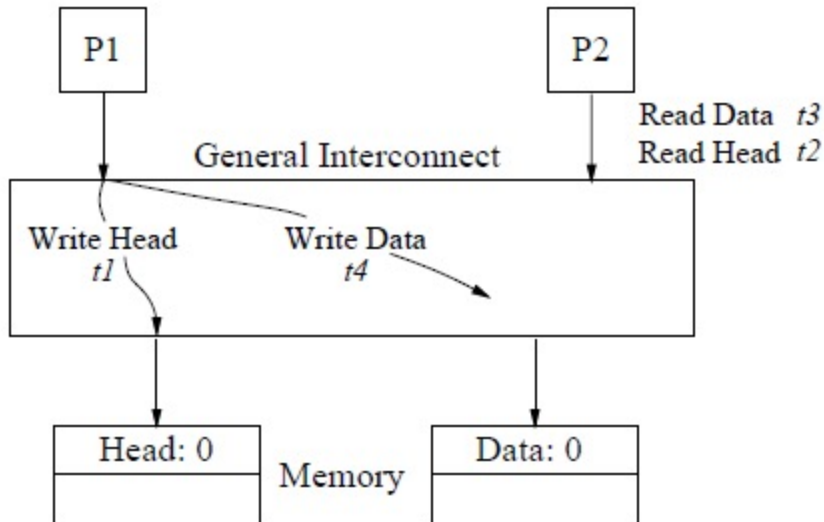 P1
P2
Read Data t3
General Interconnect
Read Head t2
Write Head
Write Data
t1
t4
Head: 0
Data: 0
Memory